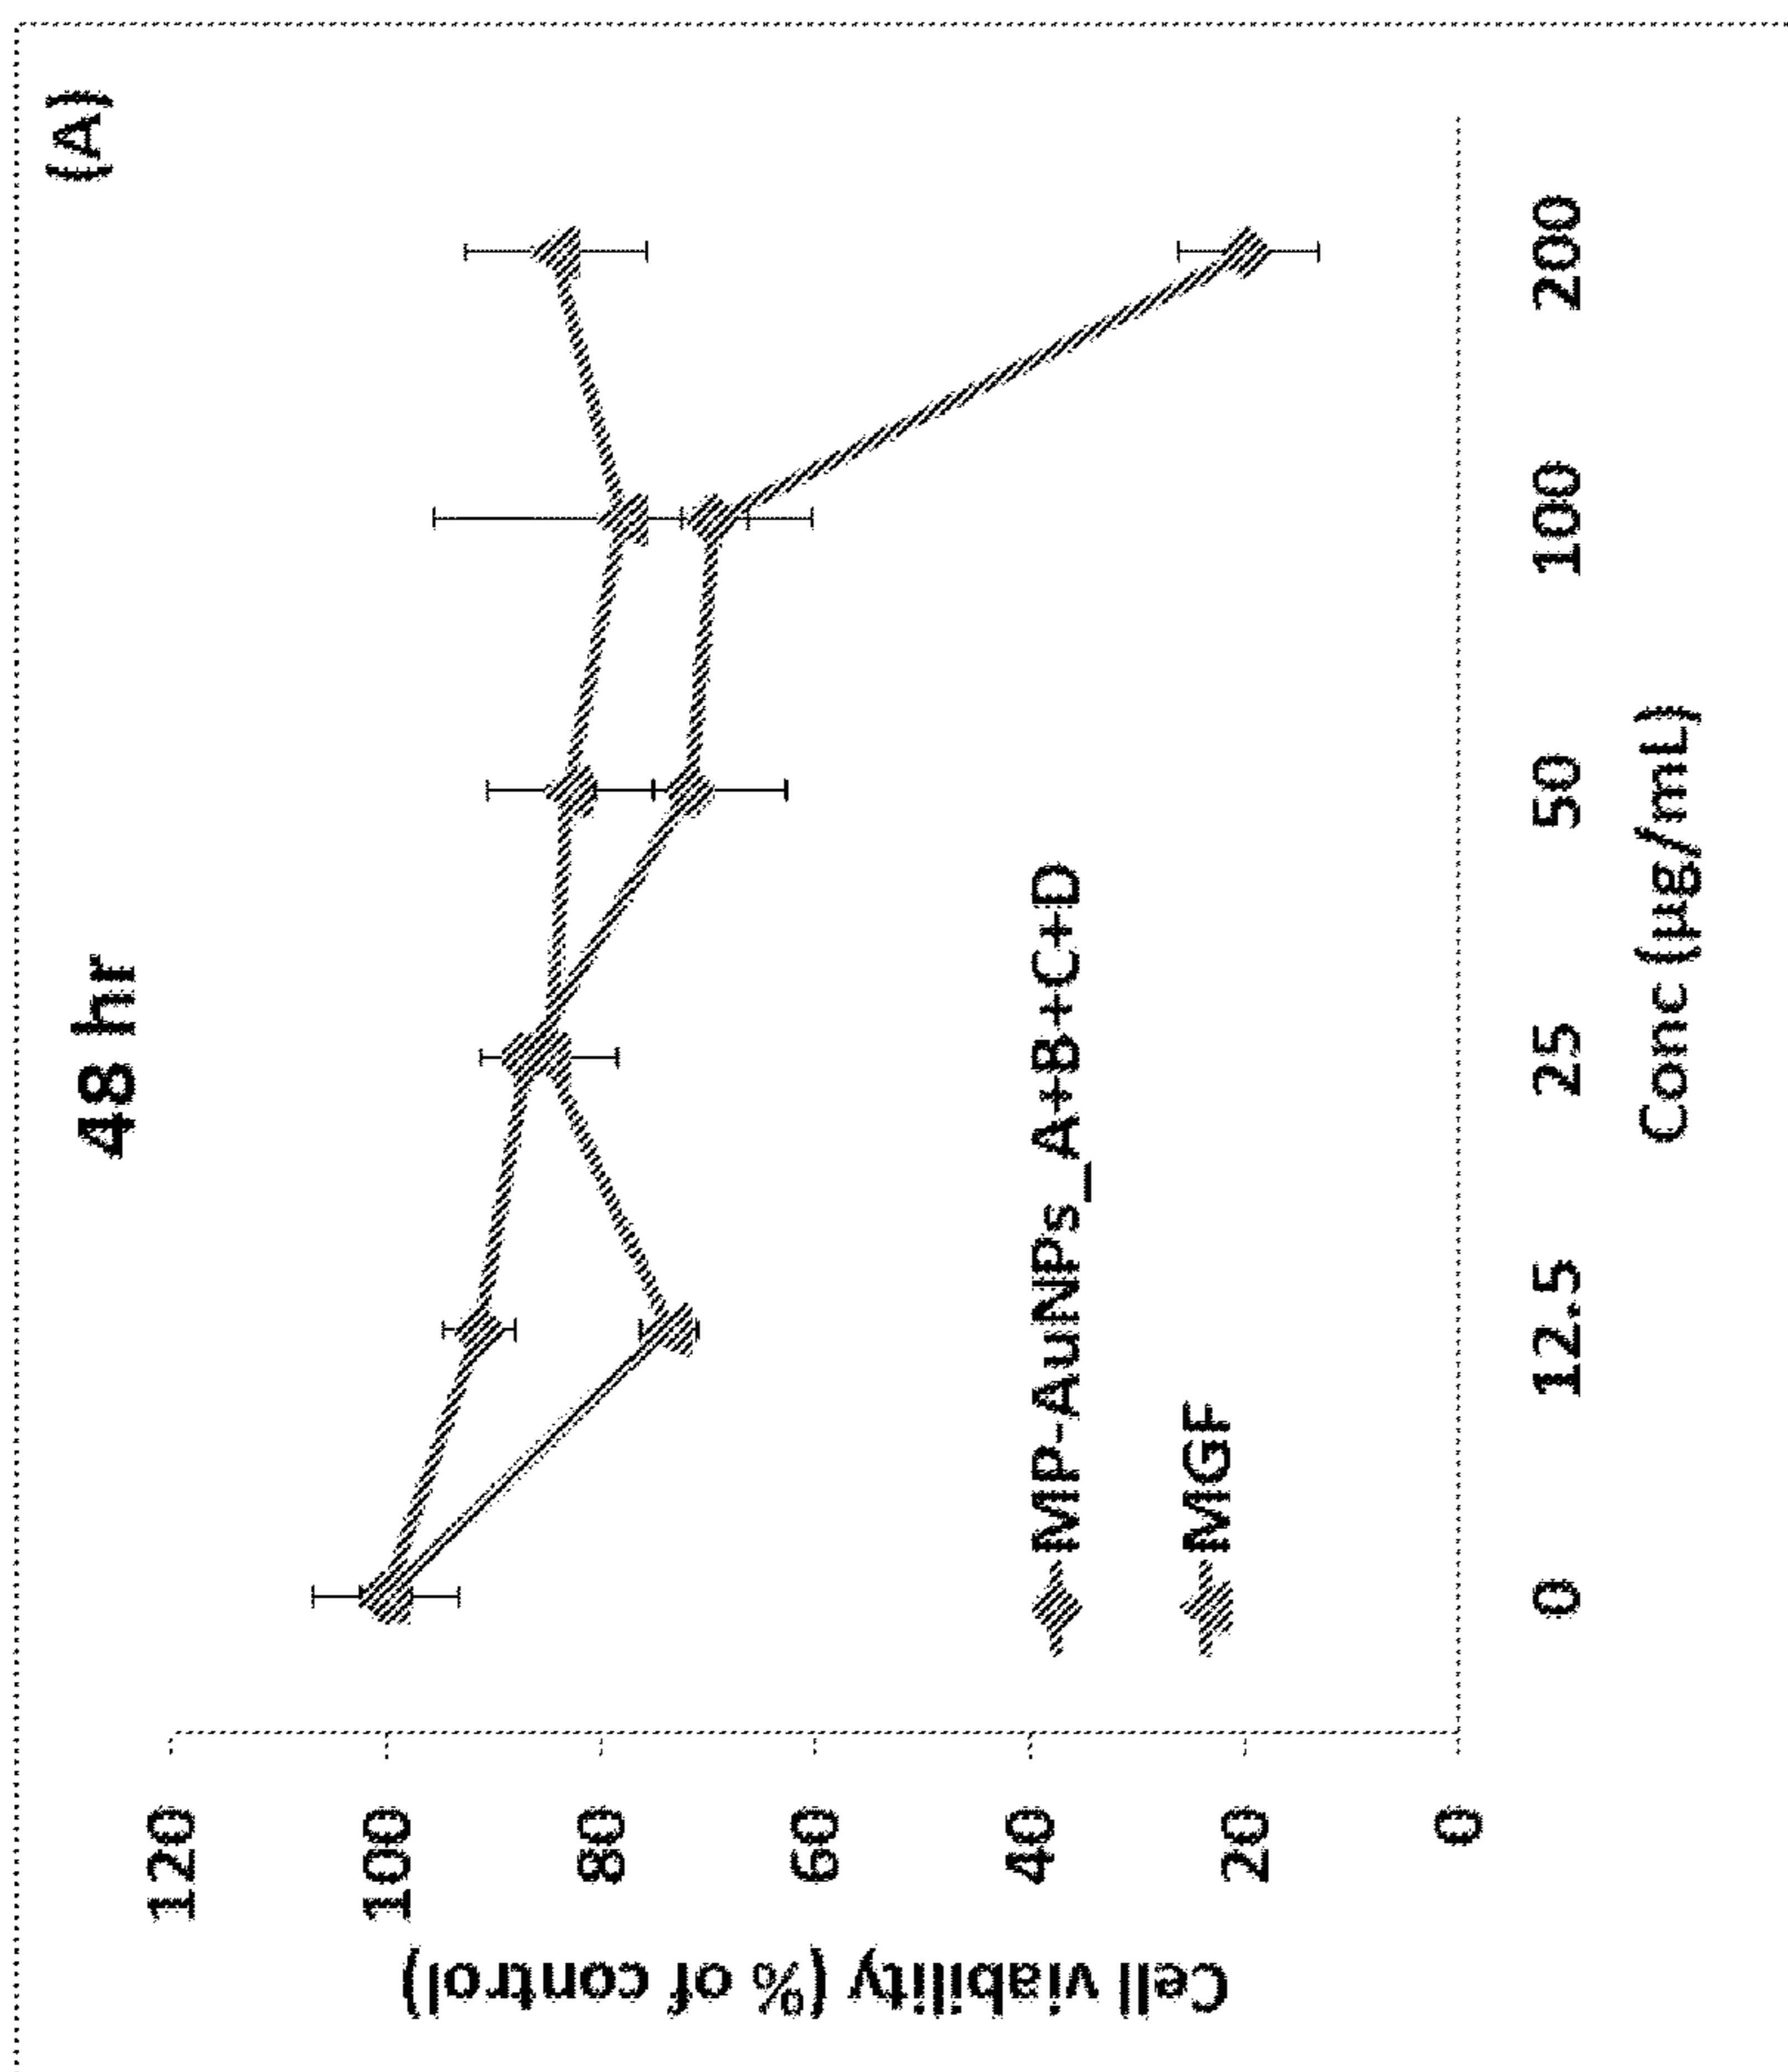 (A)
48 hr
Cell viability (% of control)
120
100
80
60
40
20
0
MP-AuNPs_A+B+C+D
MGF
0 12.5 25 50 100 200
Conc (µg/mL)